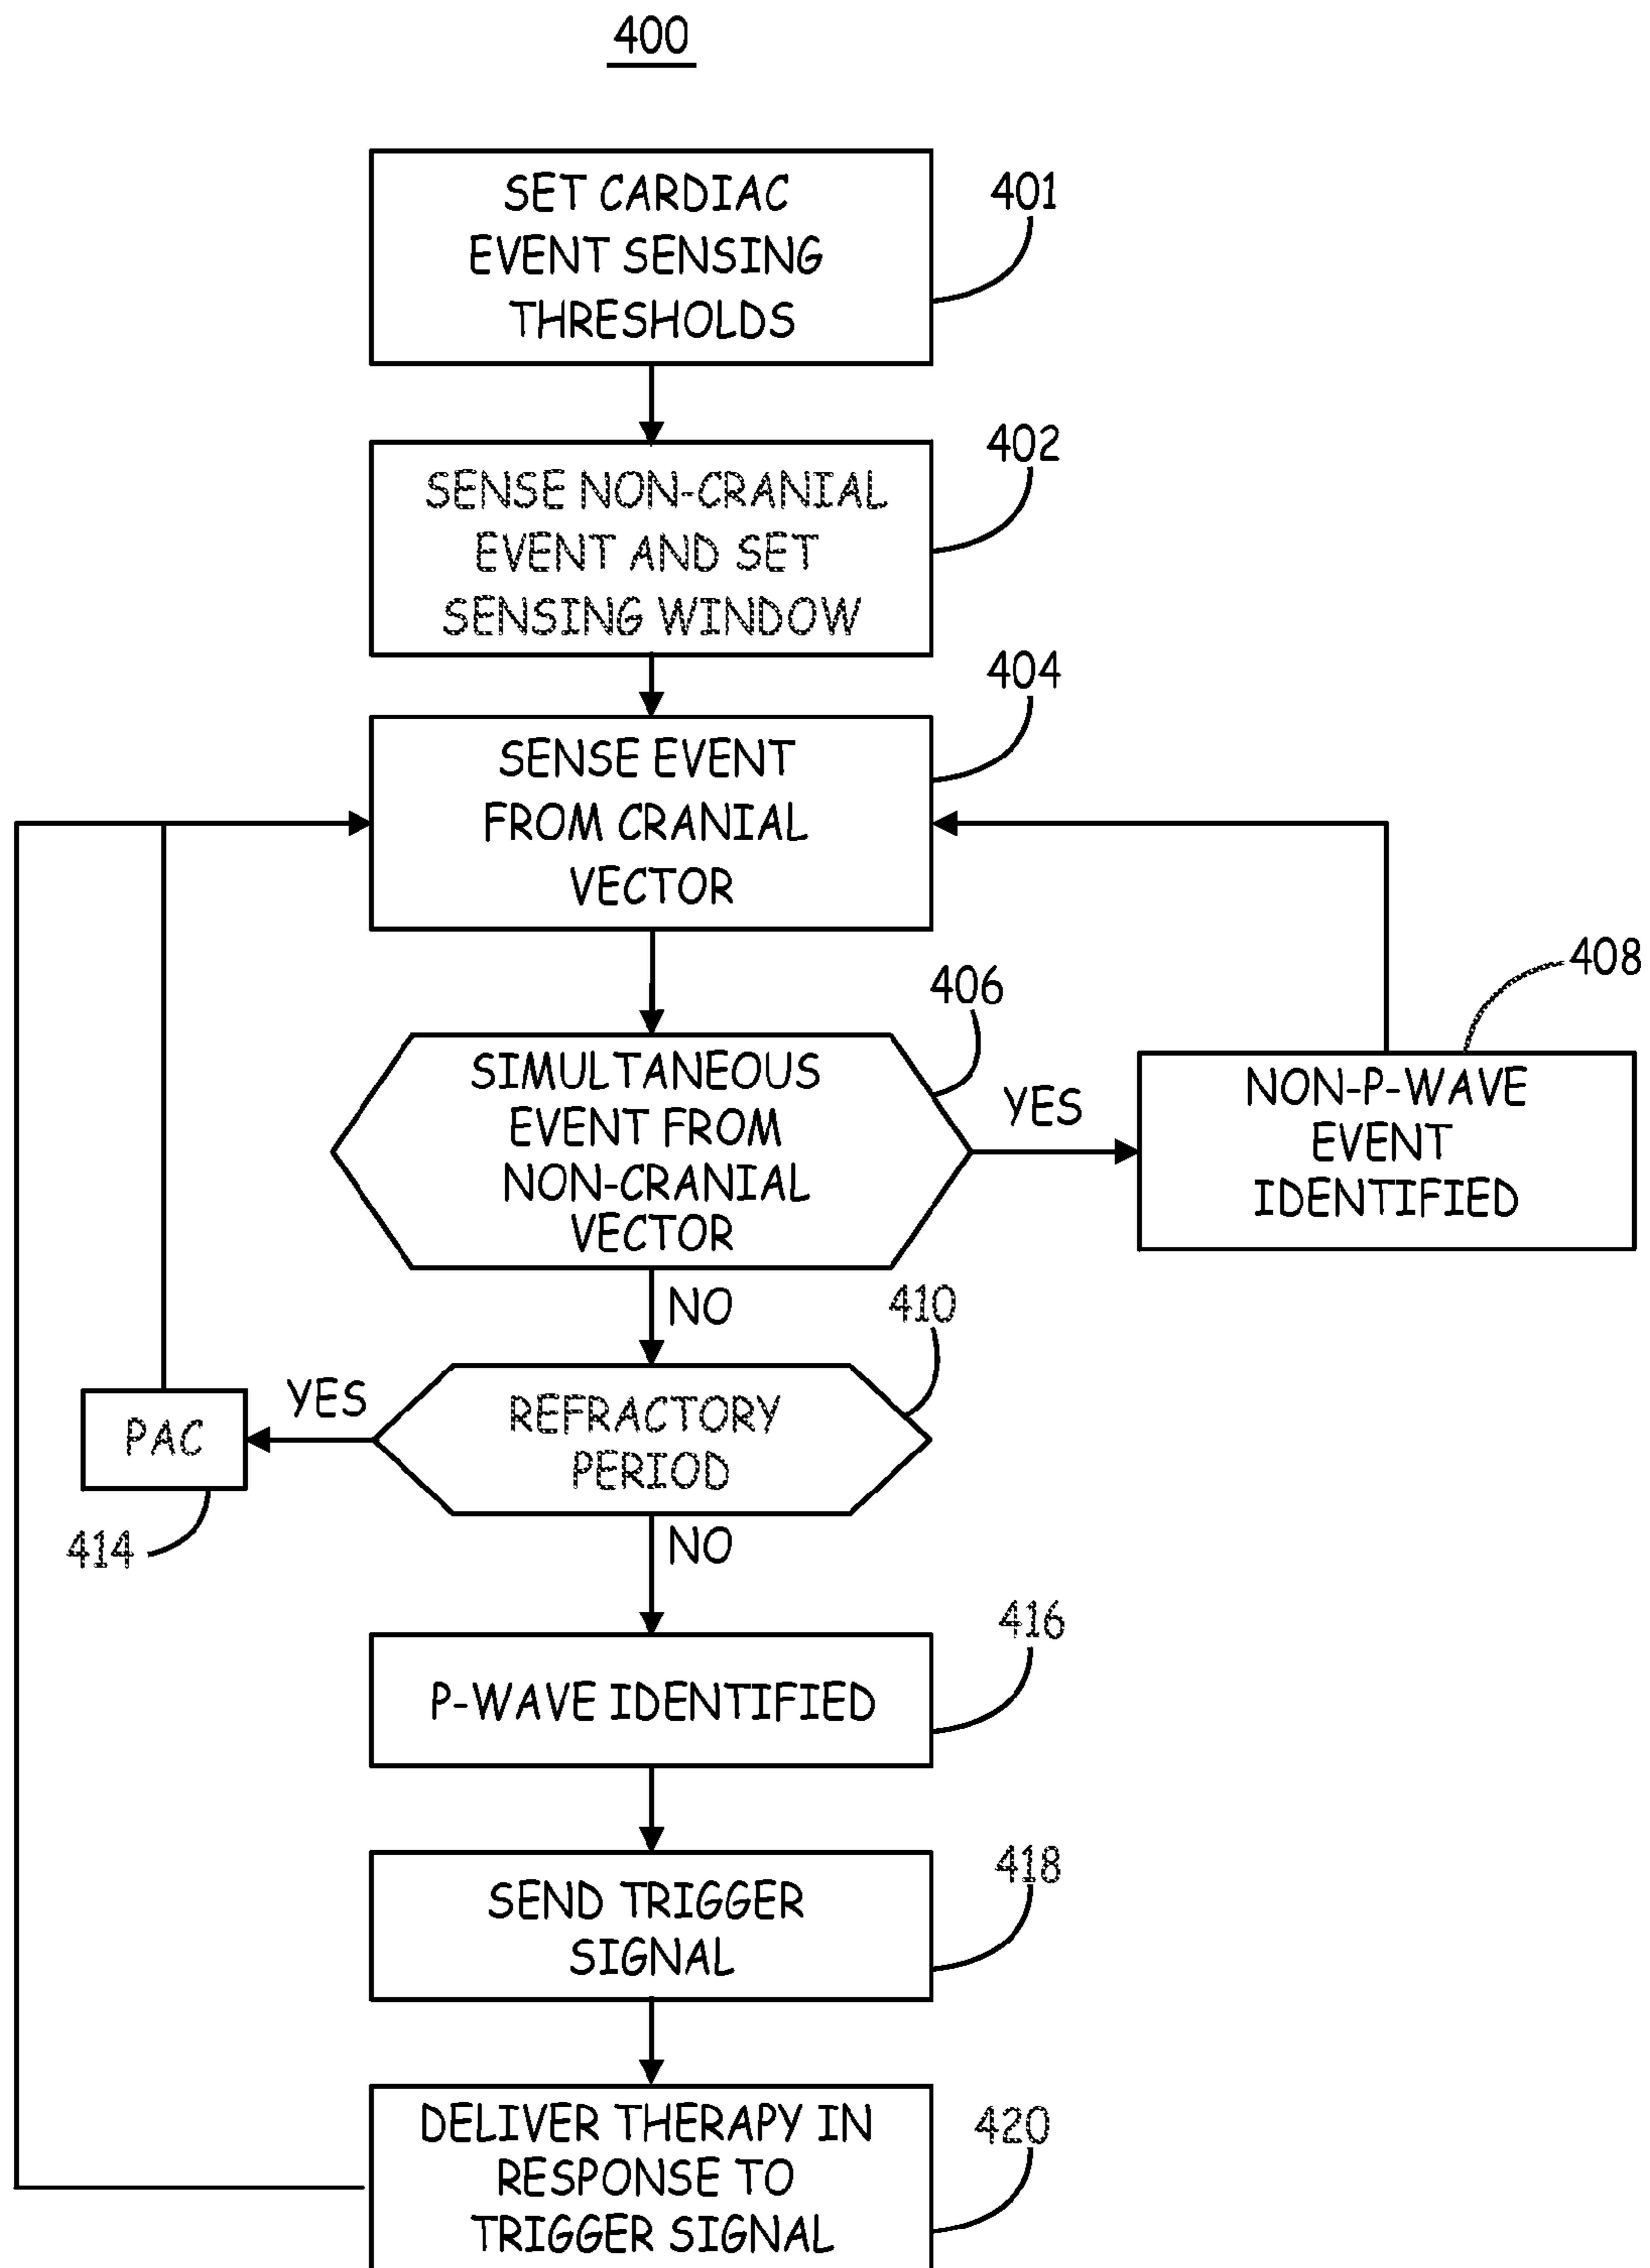 400
SET CARDIAC
EVENT SENSING
THRESHOLDS
401
SENSE NON-CRANIAL
EVENT AND SET
SENSING WINDOW
402
SENSE EVENT
FROM CRANIAL
VECTOR
404
SIMULTANEOUS
EVENT FROM
NON-CRANIAL
VECTOR
406
YES
NON-P-WAVE
EVENT
IDENTIFIED
408
NO
REFRACTORY
PERIOD
410
YES
PAC
414
NO
P-WAVE IDENTIFIED
416
SEND TRIGGER
SIGNAL
418
DELIVER THERAPY IN
RESPONSE TO
TRIGGER SIGNAL
420